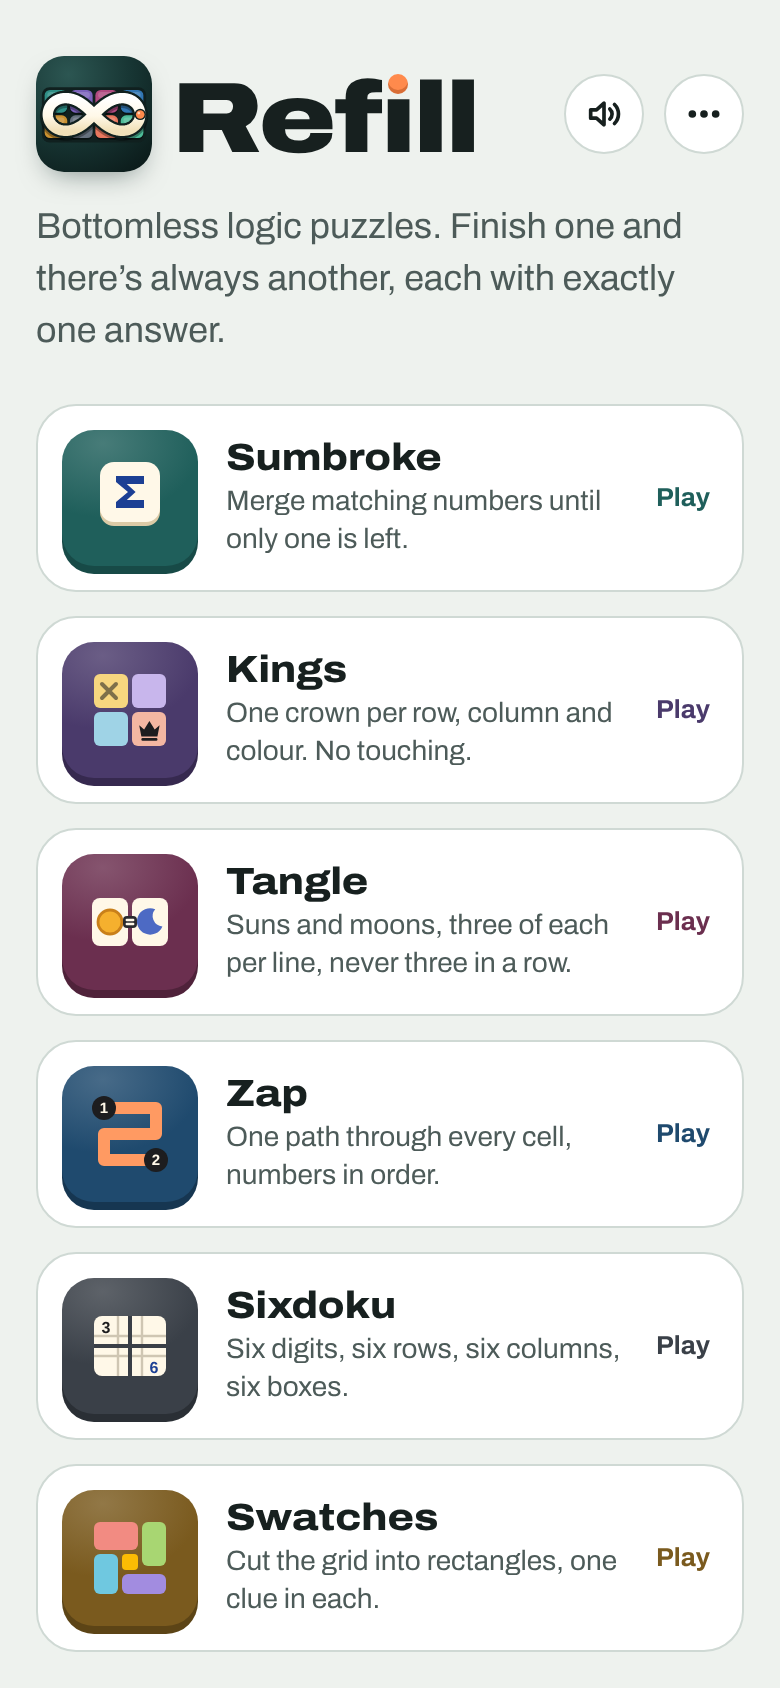 Refill
Bottomless logic puzzles. Finish one and
there’s always another, each with exactly
one answer.
Σ
Sumbroke
Merge matching numbers until
only one is left.
Play
Kings
One crown per row, column and
colour. No touching.
Play
Tangle
Suns and moons, three of each
per line, never three in a row.
Play
1
2
Zap
One path through every cell,
numbers in order.
Play
3
6
Sixdoku
Six digits, six rows, six columns,
six boxes.
Play
Swatches
Cut the grid into rectangles, one
clue in each.
Play